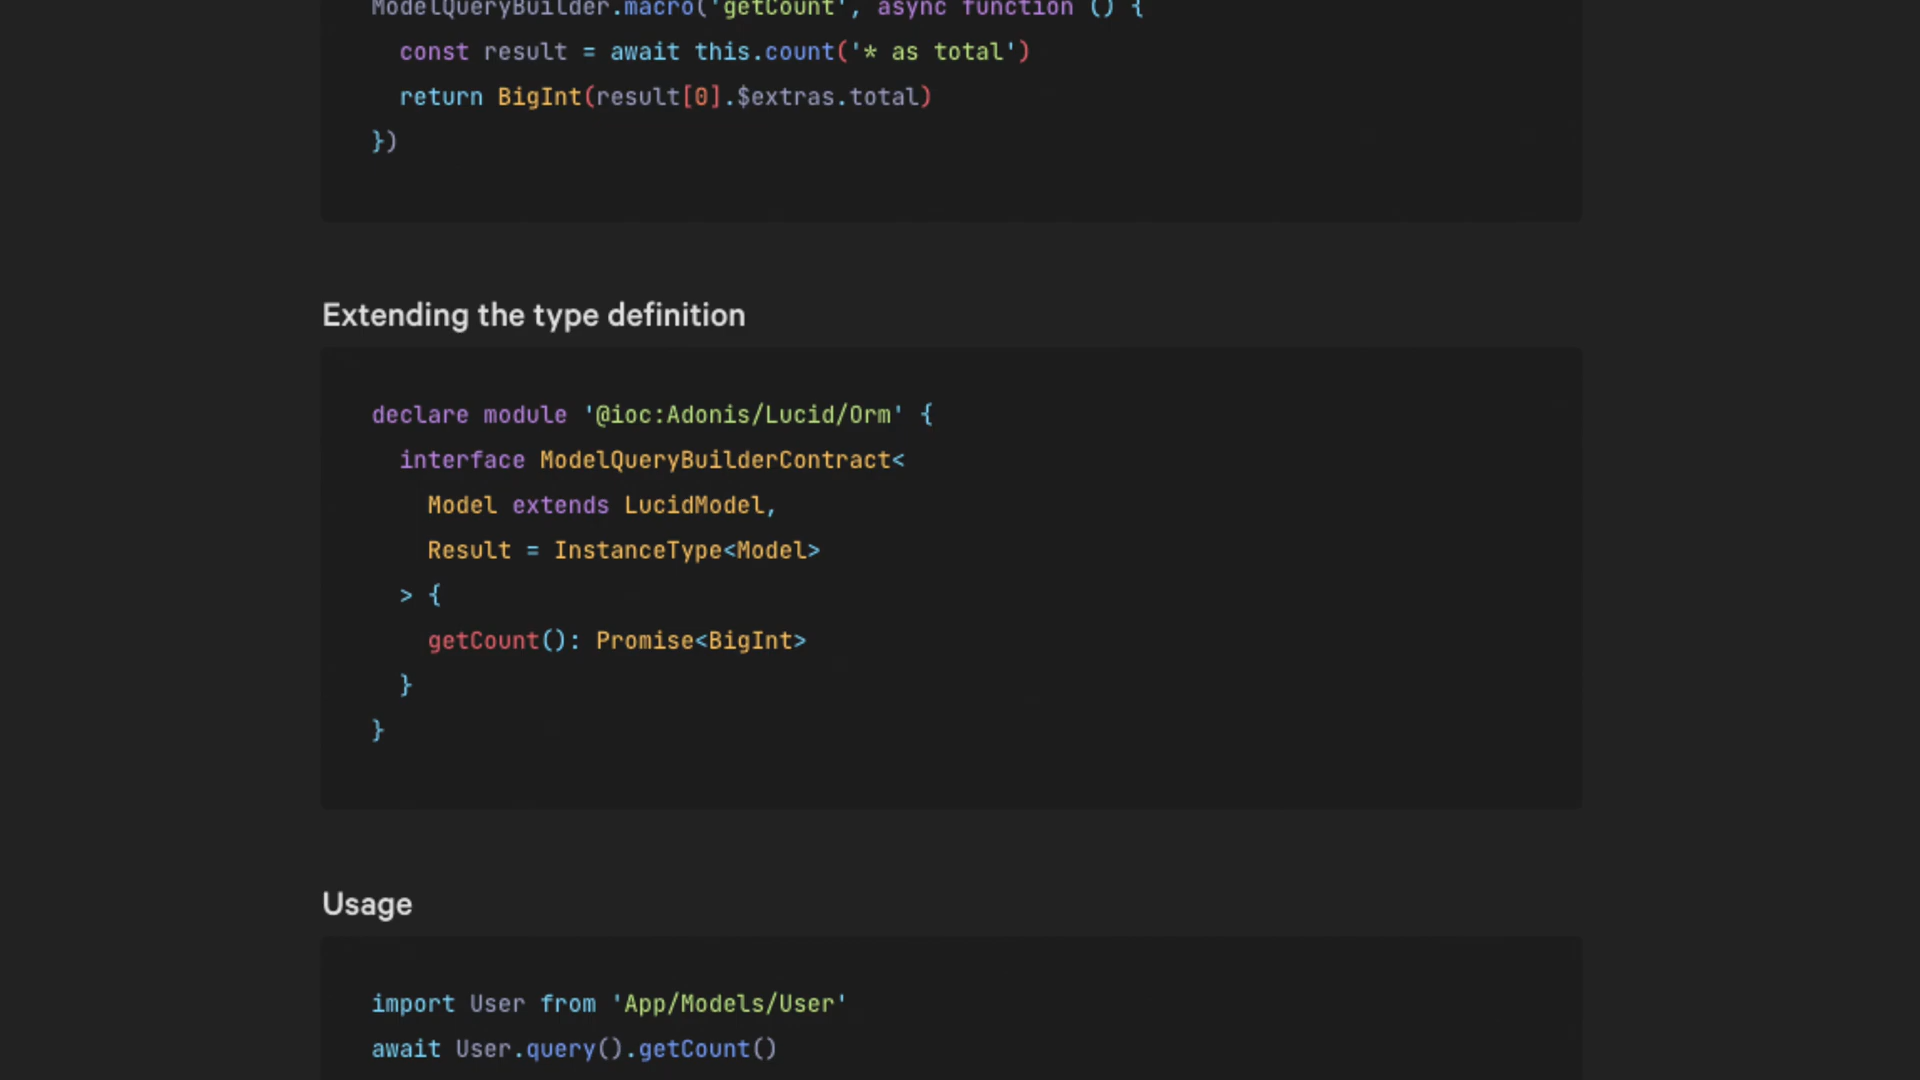 ModelQueryBuilder.macro('getCount', async function () {
const result = await this.count('* as total')
return BigInt(result[0].$extras.total)
})
Extending the type definition
declare module '@ioc:Adonis/Lucid/Orm' {
interface ModelQueryBuilderContract<
Model extends LucidModel,
Result = InstanceType<Model>
> {
getCount(): Promise<BigInt>
}
}
Usage
import User from 'App/Models/User'
await User.query().getCount()